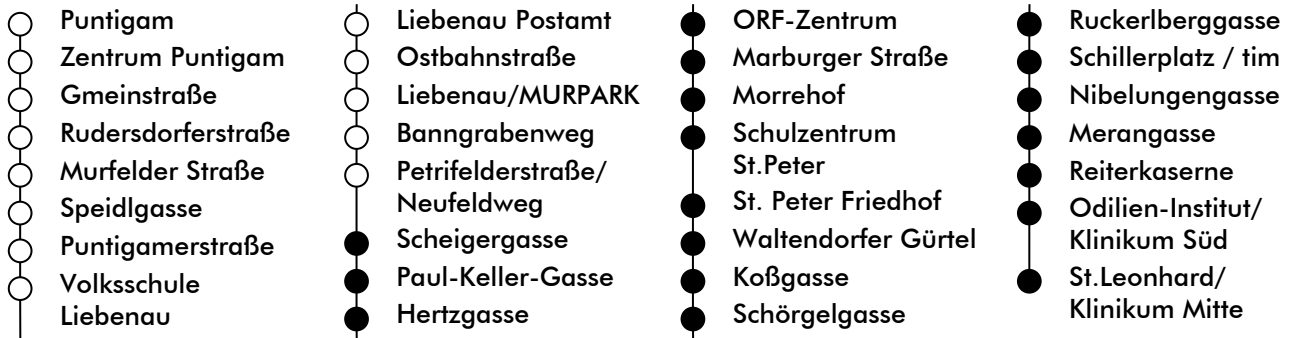 Puntigam
Zentrum Puntigam
Gmeinstraße
Rudersdorferstraße
Murfelder Straße
Speidlgasse
Puntigamerstraße
Volksschule
Liebenau
Liebenau Postamt
Ostbahnstraße
Liebenau/MURPARK
Banngrabenweg
Petrifelderstraße/
Neufeldweg
Scheigergasse
Paul-Keller-Gasse
Hertzgasse
ORF-Zentrum
Marburger Straße
Morrehof
Schulzentrum
St.Peter
St. Peter Friedhof
Waltendorfer Gürtel
Koßgasse
Schörgelgasse
Ruckerlberggasse
Schillerplatz / tim
Nibelungengasse
Merangasse
Reiterkaserne
Odilien-Institut/
Klinikum Süd
St.Leonhard/
Klinikum Mitte